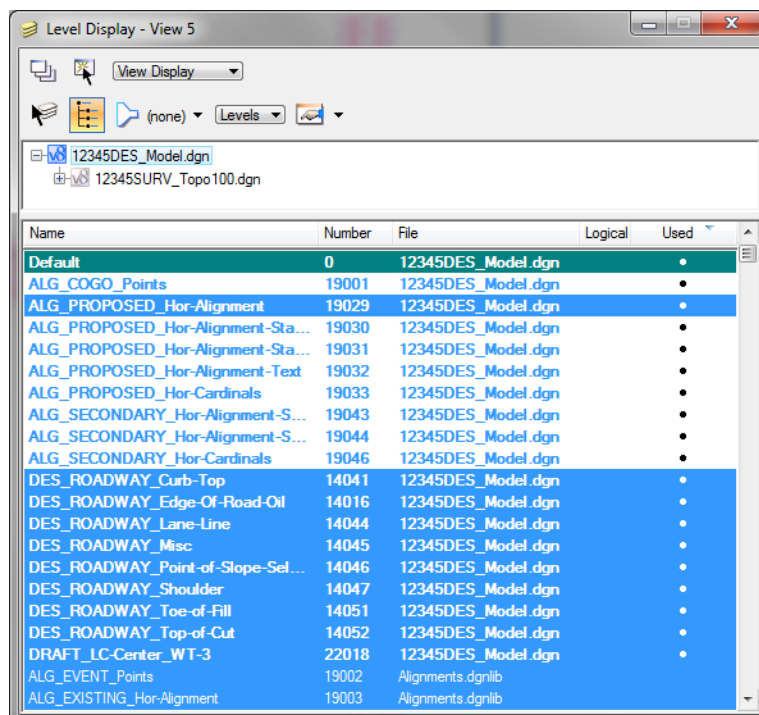 Level Display - View 5
View Display
(none) Levels
12345DES_Model.dgn
12345SURV_Topo100.dgn
Name Number File Logical Used
Default 0 12345DES_Model.dgn
ALG_COGO_Points 19001 12345DES_Model.dgn
ALG_PROPOSED_Hor-Alignment 19029 12345DES_Model.dgn
ALG_PROPOSED_Hor-Alignment-Sta... 19030 12345DES_Model.dgn
ALG_PROPOSED_Hor-Alignment-Sta... 19031 12345DES_Model.dgn
ALG_PROPOSED_Hor-Alignment-Text 19032 12345DES_Model.dgn
ALG_PROPOSED_Hor-Cardinals 19033 12345DES_Model.dgn
ALG_SECONDARY_Hor-Alignment-S... 19043 12345DES_Model.dgn
ALG_SECONDARY_Hor-Alignment-S... 19044 12345DES_Model.dgn
ALG_SECONDARY_Hor-Cardinals 19046 12345DES_Model.dgn
DES_ROADWAY_Curb-Top 14041 12345DES_Model.dgn
DES_ROADWAY_Edge-Of-Road-Oil 14016 12345DES_Model.dgn
DES_ROADWAY_Lane-Line 14044 12345DES_Model.dgn
DES_ROADWAY_Misc 14045 12345DES_Model.dgn
DES_ROADWAY_Point-of-Slope-Sel... 14046 12345DES_Model.dgn
DES_ROADWAY_Shoulder 14047 12345DES_Model.dgn
DES_ROADWAY_Toe-of-Fill 14051 12345DES_Model.dgn
DES_ROADWAY_Top-of-Cut 14052 12345DES_Model.dgn
DRAFT_LC-Center_WT-3 22018 12345DES_Model.dgn
ALG_EVENT_Points 19002 Alignments.dgnlib
ALG_EXISTING_Hor-Alignment 19003 Alignments.dgnlib